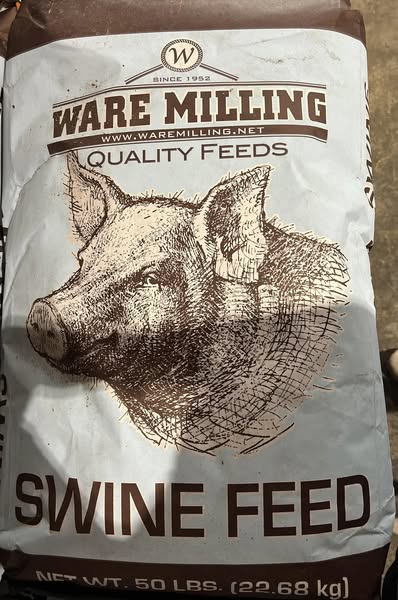 W
SINCE 1952
WARE MILLING
WWW.WAREMILLING.NET
QUALITY FEEDS
SWINE FEED
NET WT. 50 LBS. (22.68 kg)